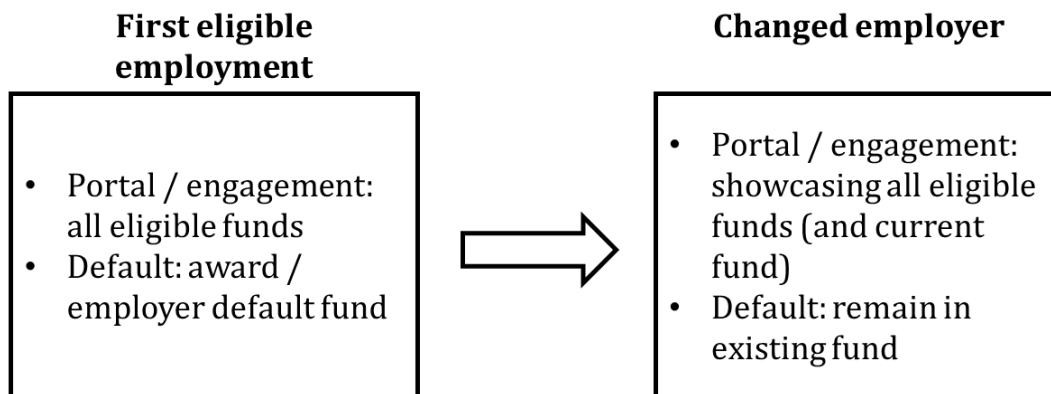 First eligible
employment
• Portal / engagement:
all eligible funds
• Default: award /
employer default fund
Changed employer
• Portal / engagement:
showcasing all eligible
funds (and current
fund)
• Default: remain in
existing fund